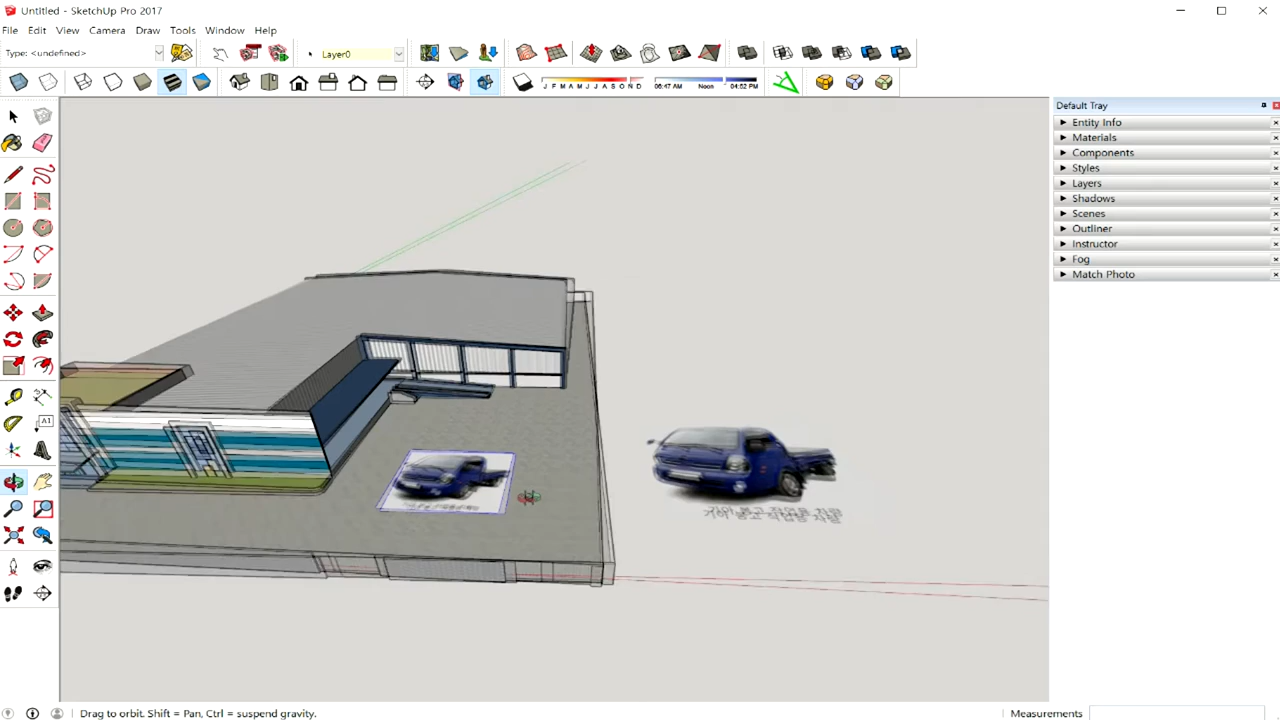 Untitled - SketchUp Pro 2017
File Edit View Camera Draw Tools Window Help
Type: <undefined>
Layer0
J F M A M J J A S O N D
06:47 AM Noon 04:52 PM
Default Tray
Entity Info
Materials
Components
Styles
Layers
Shadows
Scenes
Outliner
Instructor
Fog
Match Photo
A1
Drag to orbit. Shift = Pan, Ctrl = suspend gravity.
Measurements